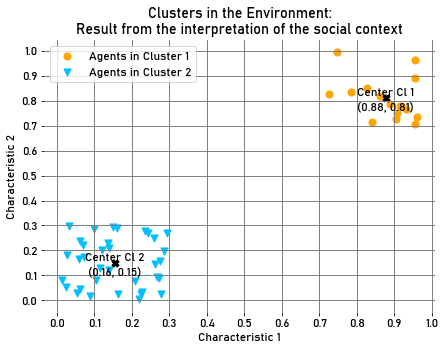 Clusters in the Environment:
Result from the interpretation of the social context
Agents in Cluster 1
Agents in Cluster 2
Center Cl 1
(0.88, 0.81)
Center Cl 2
(0.16, 0.15)
Characteristic 2
1.0
0.9
0.8
0.7
0.6
0.5
0.4
0.3
0.2
0.1
0.0
0.0 0.1 0.2 0.3 0.4 0.5 0.6 0.7 0.8 0.9 1.0
Characteristic 1